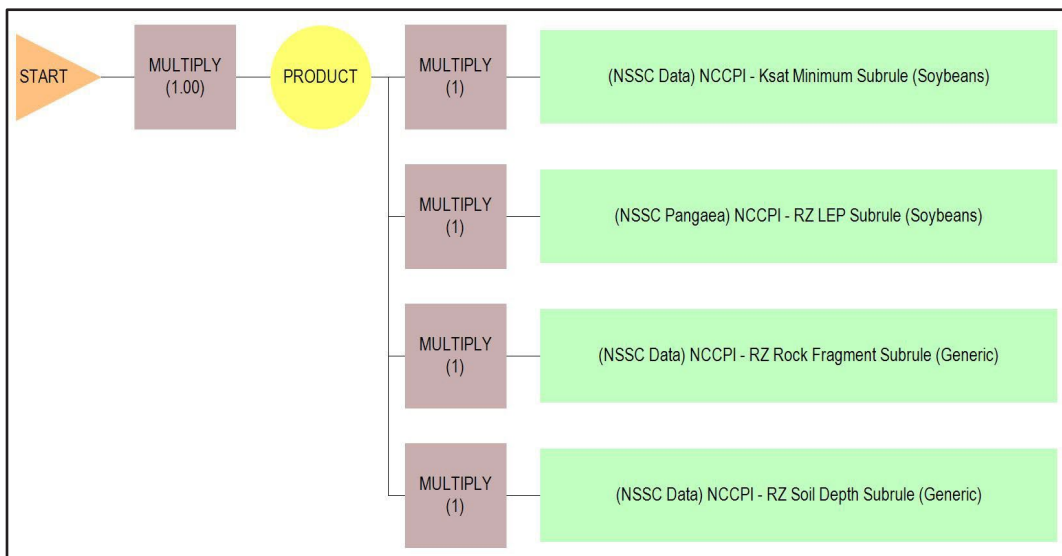 START
MULTIPLY
(1.00)
PRODUCT
MULTIPLY
(1)
(NSSC Data) NCCPI - Ksat Minimum Subrule (Soybeans)
MULTIPLY
(1)
(NSSC Pangaea) NCCPI - RZ LEP Subrule (Soybeans)
MULTIPLY
(1)
(NSSC Data) NCCPI - RZ Rock Fragment Subrule (Generic)
MULTIPLY
(1)
(NSSC Data) NCCPI - RZ Soil Depth Subrule (Generic)